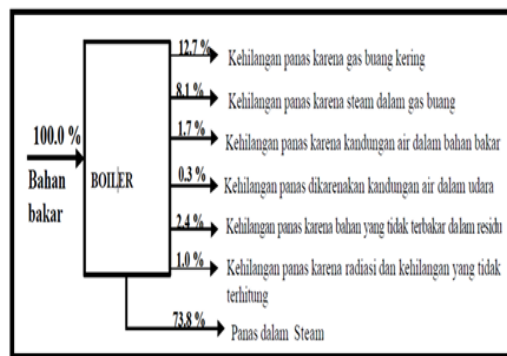 12.7 %
Kehilangan panas karena gas buang kering
8.1 %
Kehilangan panas karena steam dalam gas buang
100.0 %
1.7 %
Kehilangan panas karena kandungan air dalam bahan bakar
Bahan
bakar
BOILER
0.3 %
Kehilangan panas dikarenakan kandungan air dalam udara
2.4 %
Kehilangan panas karena bahan yang tidak terbakar dalam residu
1.0 %
Kehilangan panas karena radiasi dan kehilangan yang tidak
terhitung
73.8 %
Panas dalam Steam